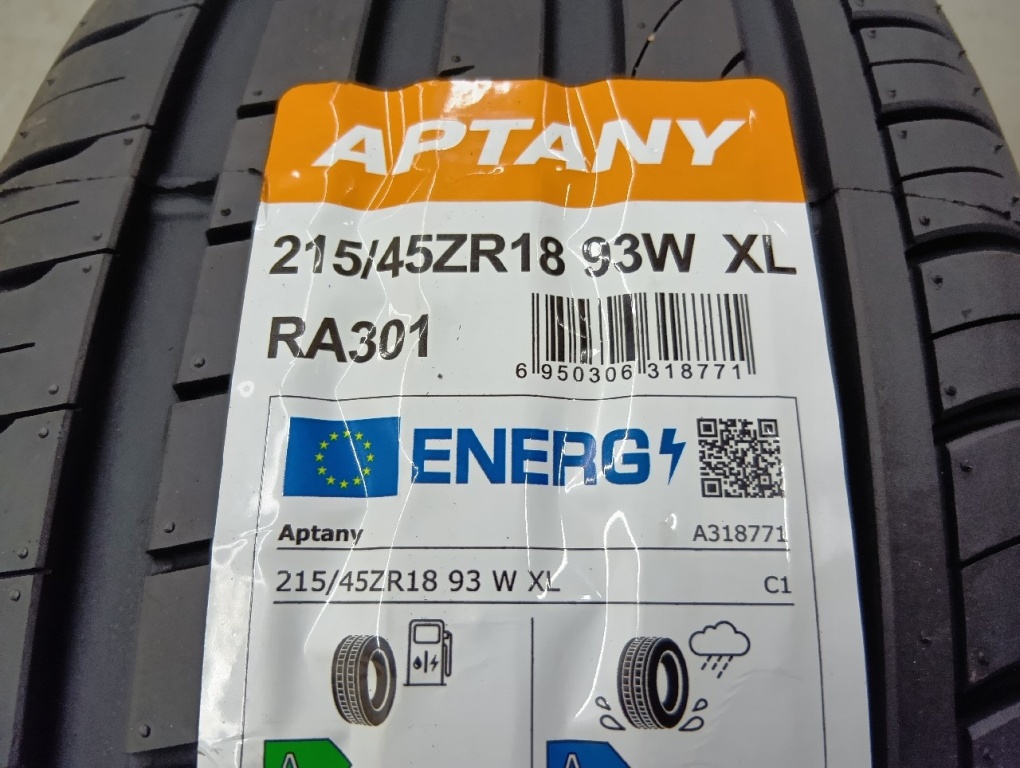 APTANY
215/45ZR18 93W XL
RA301
6 950306 318771
ENERG
Aptany A318771
215/45ZR18 93 W XL C1
A A